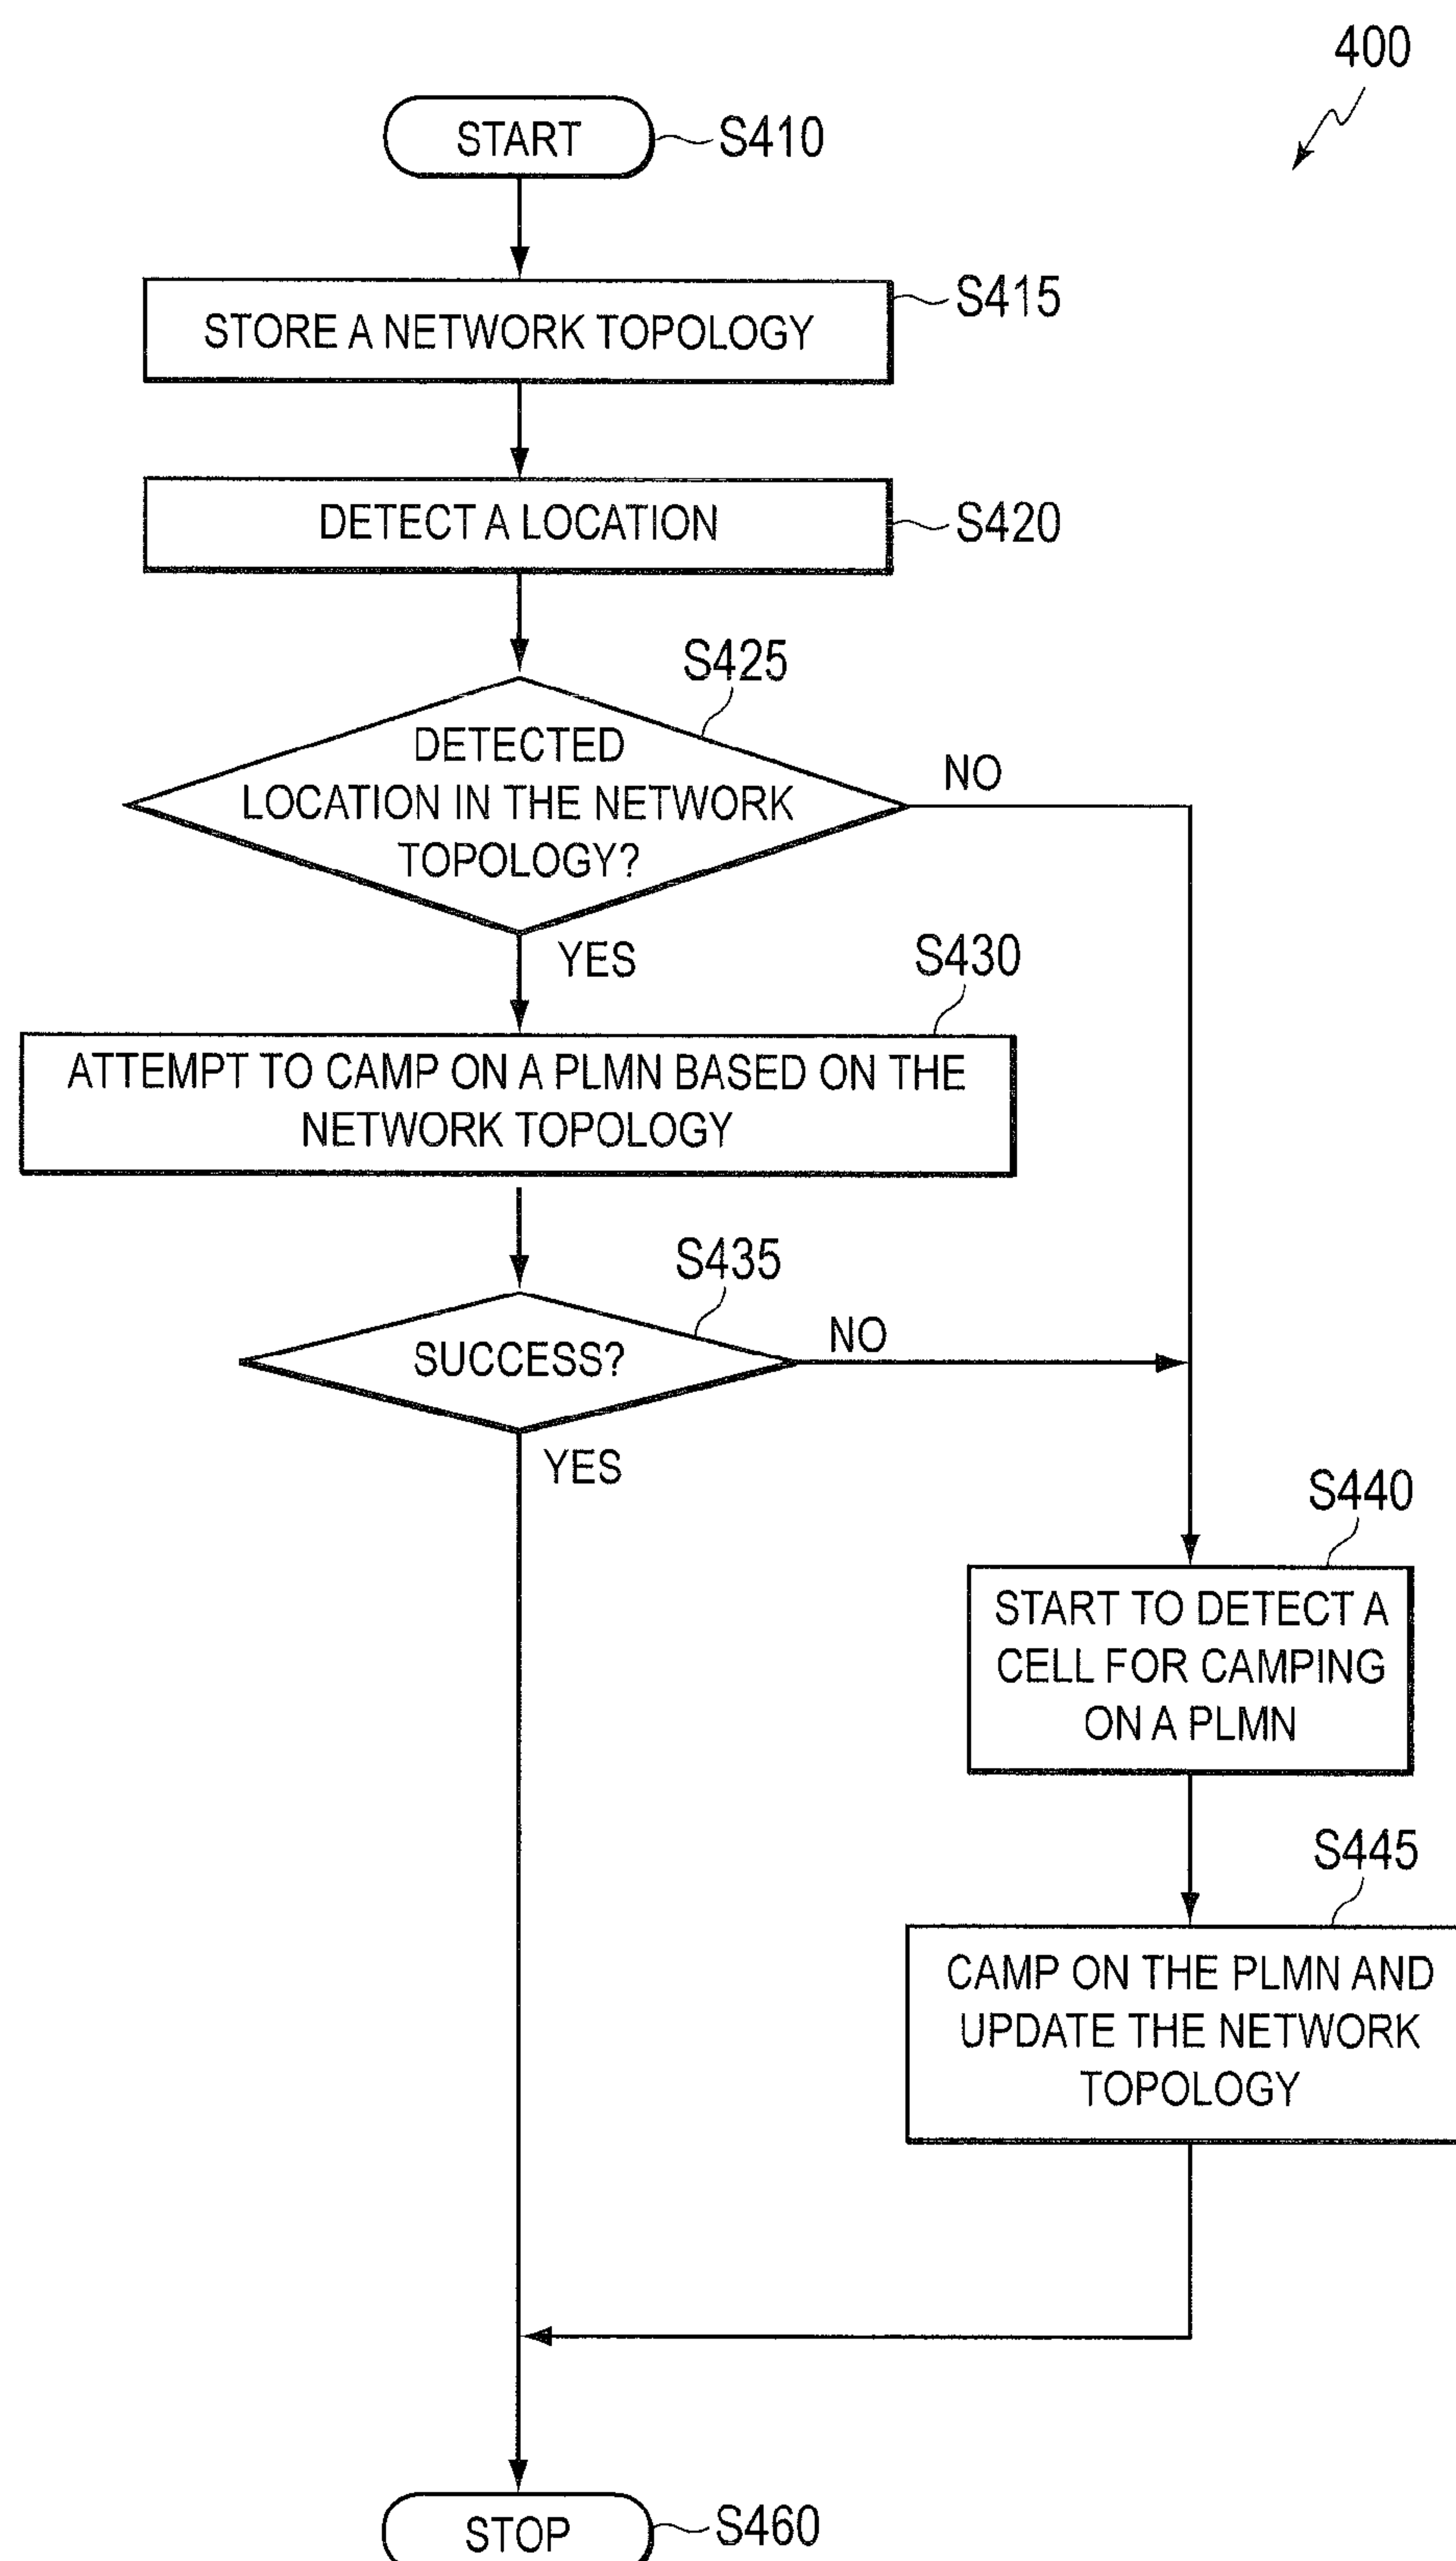 400
START
S410
STORE A NETWORK TOPOLOGY
S415
DETECT A LOCATION
S420
S425
DETECTED
LOCATION IN THE NETWORK
TOPOLOGY?
NO
YES
S430
ATTEMPT TO CAMP ON A PLMN BASED ON THE
NETWORK TOPOLOGY
S435
SUCCESS?
NO
YES
S440
START TO DETECT A
CELL FOR CAMPING
ON A PLMN
S445
CAMP ON THE PLMN AND
UPDATE THE NETWORK
TOPOLOGY
STOP
S460